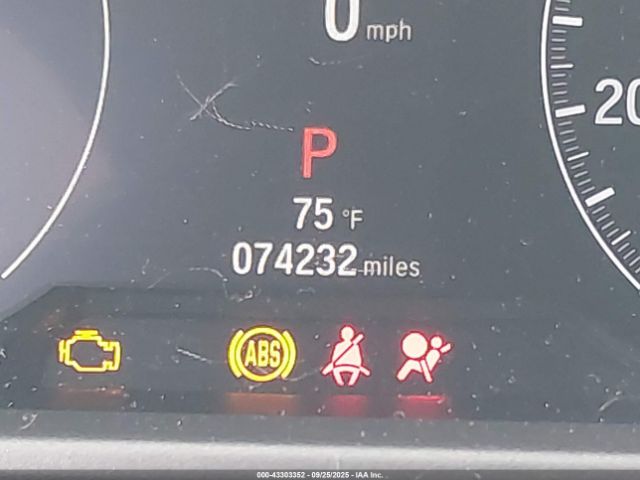 0 mph
20
P
75 °F
074232 miles
ABS
000-43303352 - 09/25/2025 - IAA Inc.